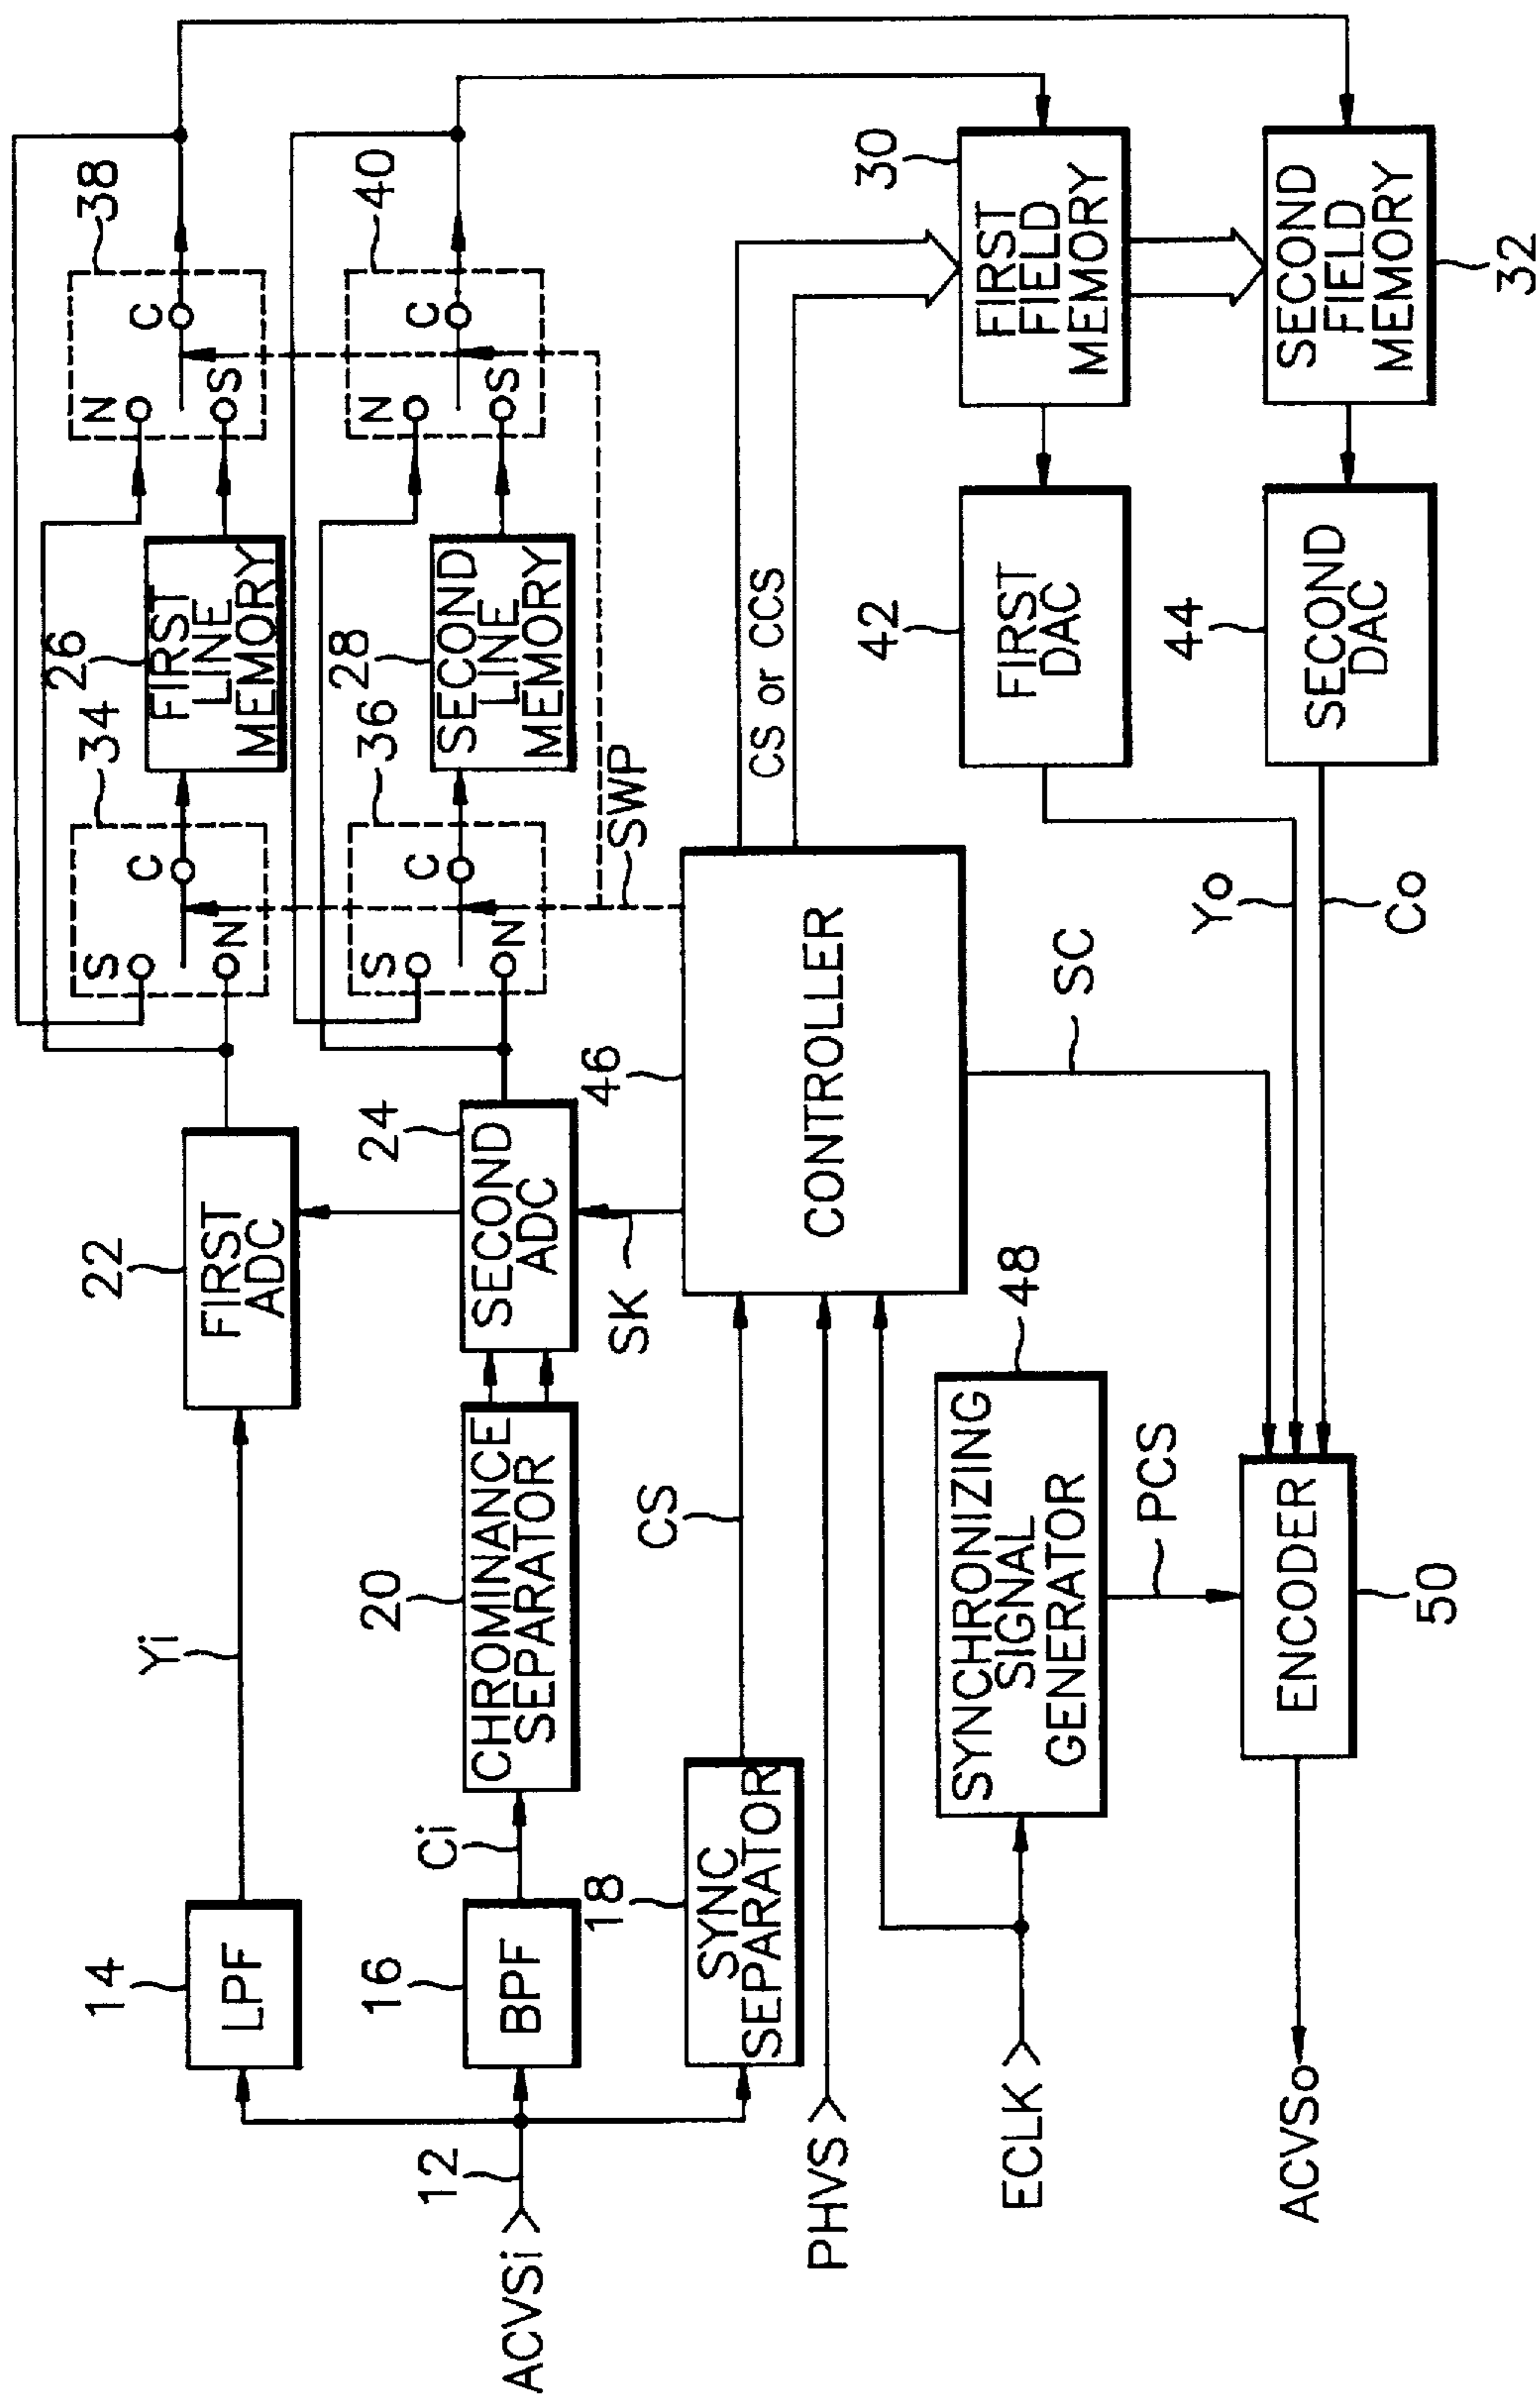 ACVSi
12
14
LPF
Yi
22
FIRST
ADC
S
N
C
34
26
FIRST
LINE
MEMORY
N
S
C
38
16
BPF
Ci
20
CHROMINANCE
SEPARATOR
24
SECOND
ADC
SK
S
N
C
36
28
SECOND
LINE
MEMORY
N
S
C
40
SWP
18
SYNC
SEPARATOR
CS
PHVS
46
CONTROLLER
CS or CCS
30
FIRST
FIELD
MEMORY
ECLK
48
SYNCHRONIZING
SIGNAL
GENERATOR
PCS
SC
42
FIRST
DAC
Yo
Co
44
SECOND
DAC
SECOND
FIELD
MEMORY
32
ACVSo
ENCODER
50